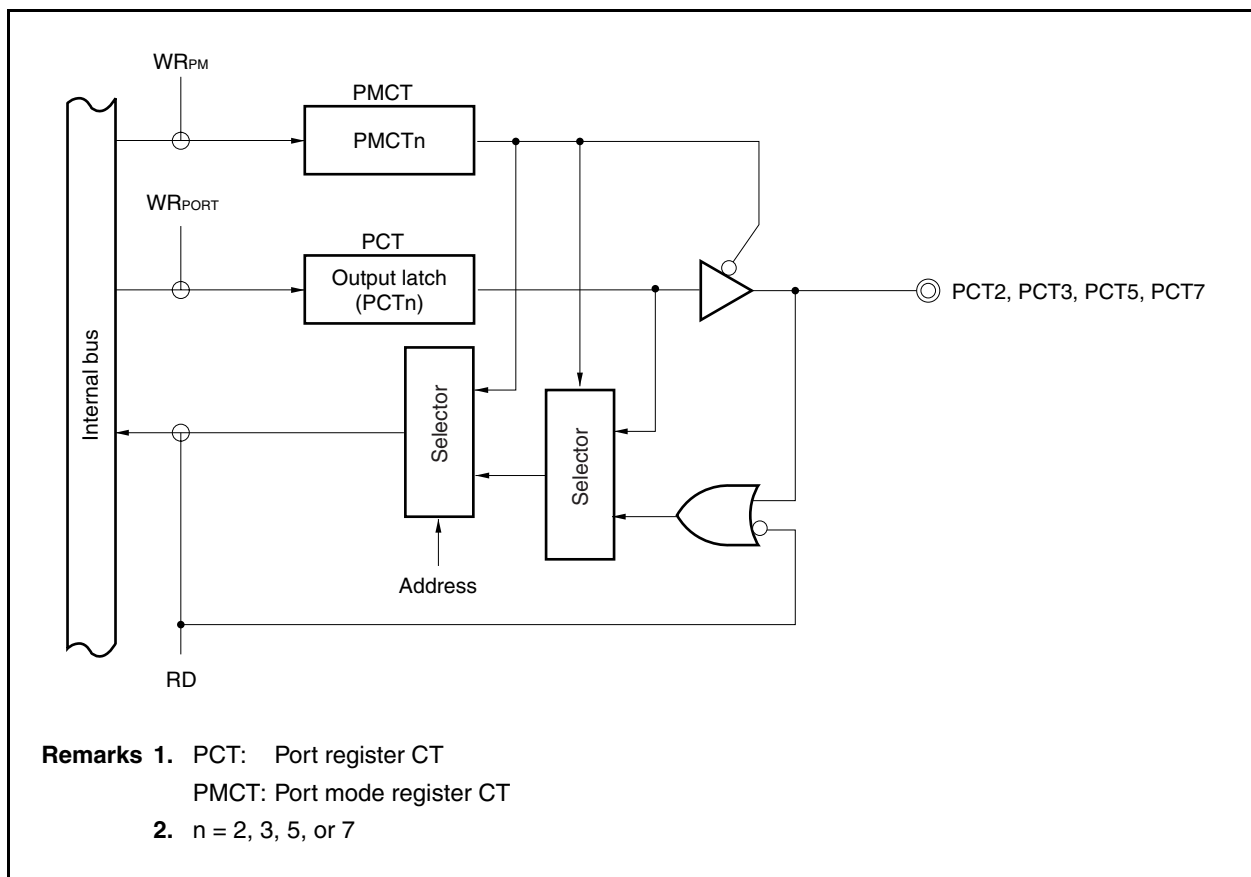 WRPM
PMCT
PMCTn
WRPORT
PCT
Output latch
(PCTn)
PCT2, PCT3, PCT5, PCT7
Internal bus
Selector
Selector
Address
RD
Remarks 1. PCT: Port register CT
PMCT: Port mode register CT
2. n = 2, 3, 5, or 7